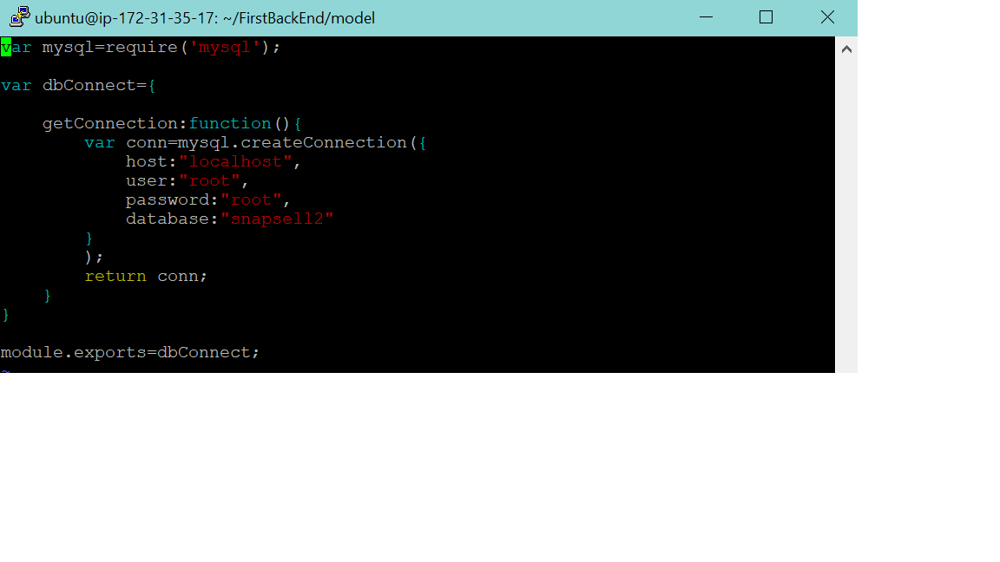 ubuntu@ip-172-31-35-17: ~/FirstBackEnd/model
var mysql=require('mysql');
var dbConnect={
    getConnection:function(){
        var conn=mysql.createConnection({
            host:"localhost",
            user:"root",
            password:"root",
            database:"snapsell2"
        }
        );
        return conn;
    }
}
module.exports=dbConnect;
~